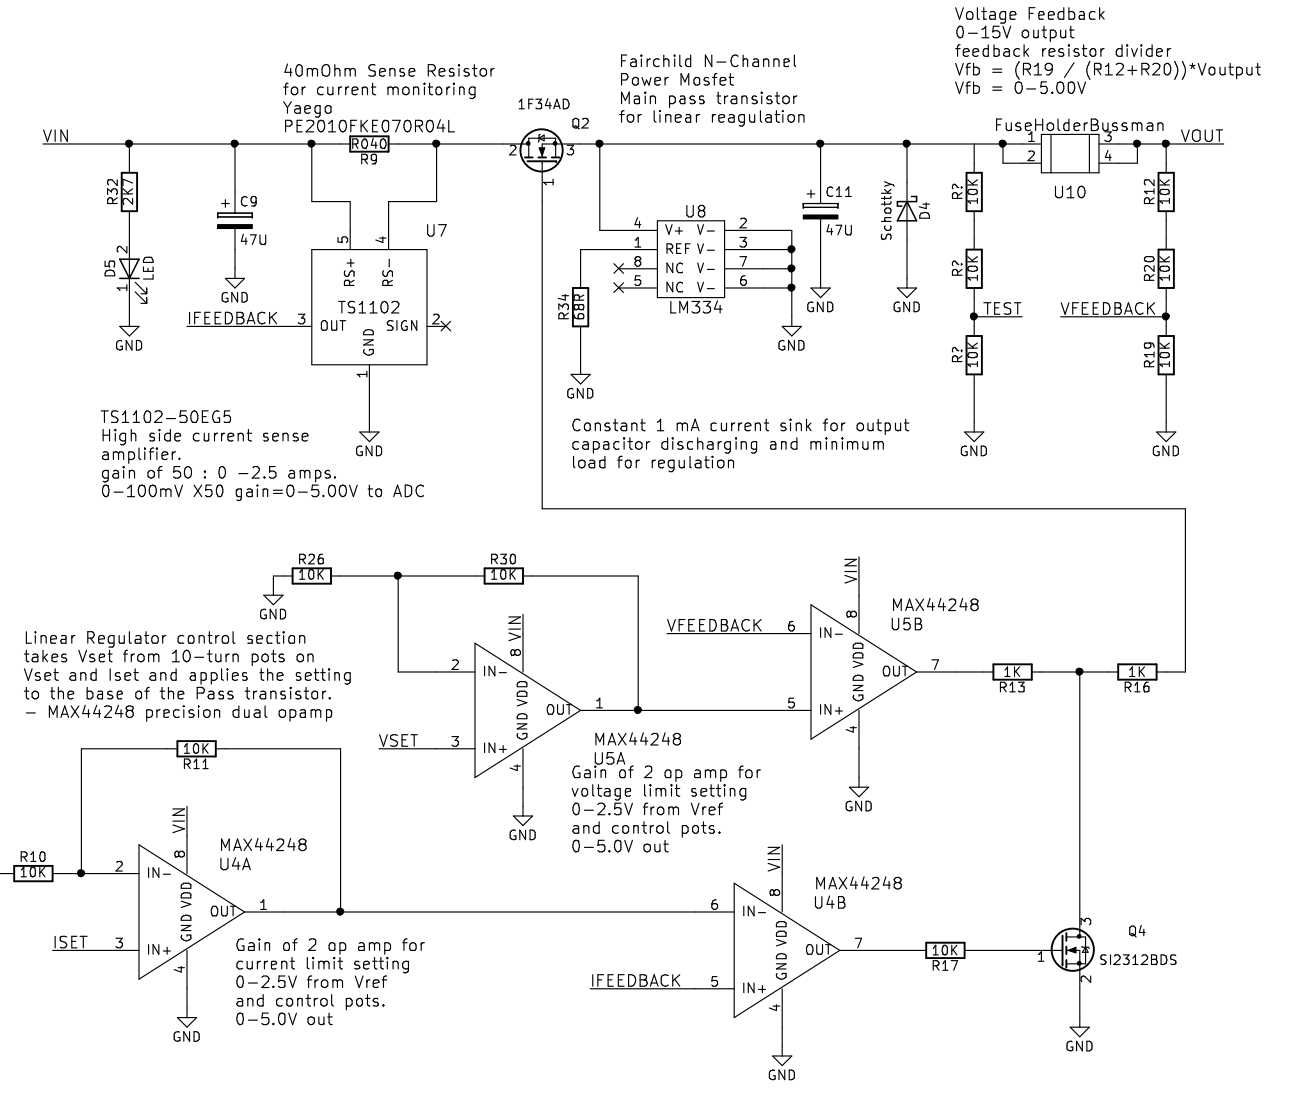 Voltage Feedback
0-15V output
feedback resistor divider
Vfb = (R19 / (R12+R20))*Voutput
Vfb = 0-5.00V
Fairchild N-Channel
Power Mosfet
Main pass transistor
for linear reagulation
40mOhm Sense Resistor
for current monitoring
Yaego
PE2010FKE070R04L
1F34AD
Q2
2
3
1
VIN
R040
R9
FuseHolderBussman
1
2
3
4
U10
VOUT
R32
2K7
D5
2
1
LED
GND
+
C9
47U
GND
U7
5
4
RS+
RS-
TS1102
IFEEDBACK
3
OUT
SIGN
2
GND
1
GND
U8
4
V+
V-
2
1
REF
V-
3
8
NC
V-
7
5
NC
V-
6
LM334
R34
68R
GND
GND
+
C11
47U
GND
Schottky
D4
GND
R?
10K
R?
10K
TEST
R?
10K
GND
R12
10K
R20
10K
VFEEDBACK
R19
10K
GND
TS1102-50EG5
High side current sense
amplifier.
gain of 50 : 0 -2.5 amps.
0-100mV X50 gain=0-5.00V to ADC
Constant 1 mA current sink for output
capacitor discharging and minimum
load for regulation
R26
10K
GND
R30
10K
Linear Regulator control section
takes Vset from 10-turn pots on
Vset and Iset and applies the setting
to the base of the Pass transistor.
- MAX44248 precision dual opamp
VIN
8
2
IN-
GND VDD
OUT
1
VSET
3
IN+
4
GND
MAX44248
U5A
Gain of 2 op amp for
voltage limit setting
0-2.5V from Vref
and control pots.
0-5.0V out
VIN
8
MAX44248
U5B
VFEEDBACK
6
IN-
GND VDD
OUT
7
5
IN+
4
GND
1K
R13
1K
R16
10K
R11
R10
10K
VIN
8
MAX44248
U4A
2
IN-
GND VDD
OUT
1
ISET
3
IN+
4
GND
Gain of 2 op amp for
current limit setting
0-2.5V from Vref
and control pots.
0-5.0V out
VIN
8
MAX44248
U4B
6
IN-
GND VDD
OUT
7
IFEEDBACK
5
IN+
4
GND
10K
R17
3
Q4
1
SI2312BDS
2
GND